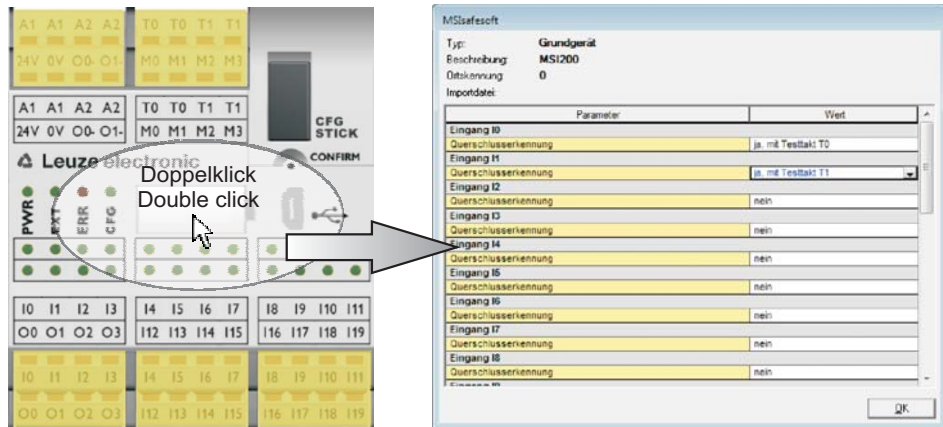 A1 A1 A2 A2 T0 T0 T1 T1
24V 0V O0- O1- M0 M1 M2 M3
A1 A1 A2 A2 T0 T0 T1 T1
24V 0V O0- O1- M0 M1 M2 M3
CFG
STICK
Leuze electronic
CONFIRM
Doppelklick
Double click
PWR
EXT
ERR
CFG
I0 I1 I2 I3 I4 I5 I6 I7 I8 I9 I10 I11
O0 O1 O2 O3 I12 I13 I14 I15 I16 I17 I18 I19
I0 I1 I2 I3 I4 I5 I6 I7 I8 I9 I10 I11
O0 O1 O2 O3 I12 I13 I14 I15 I16 I17 I18 I19
MSIsafesoft
Typ: Grundgerät
Beschreibung: MSI200
Ortskennung: 0
Importdatei:
Parameter Wert
Eingang I0
Querschlusserkennung ja, mit Testtakt T0
Eingang I1
Querschlusserkennung ja, mit Testtakt T1
Eingang I2
Querschlusserkennung nein
Eingang I3
Querschlusserkennung nein
Eingang I4
Querschlusserkennung nein
Eingang I5
Querschlusserkennung nein
Eingang I6
Querschlusserkennung nein
Eingang I7
Querschlusserkennung nein
Eingang I8
Querschlusserkennung nein
Eingang I9
OK